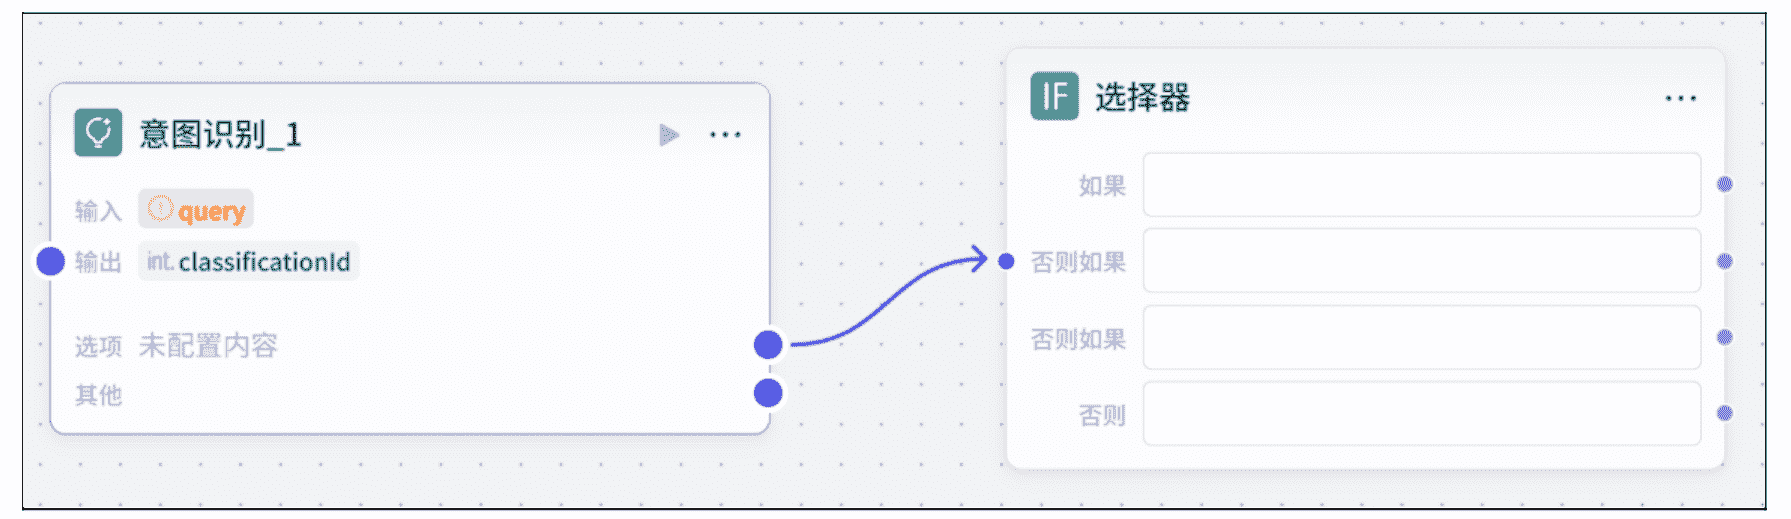 意图识别_1
输入 query
输出 int. classificationId
选项 未配置内容
其他
IF 选择器
如果
否则如果
否则如果
否则